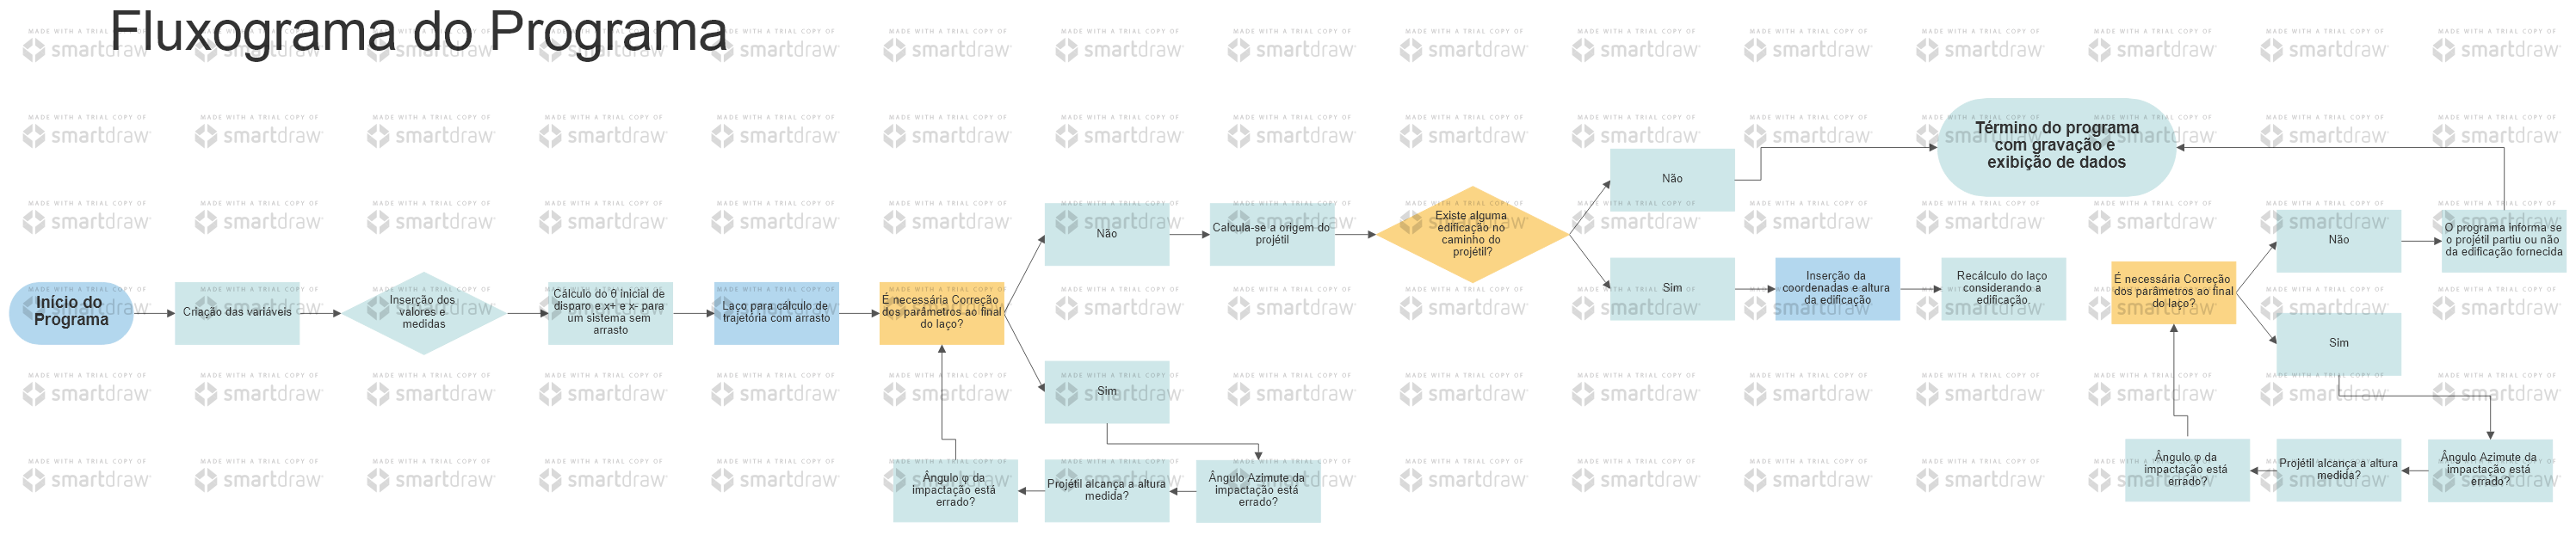 Fluxograma do Programa
Início do
Programa
Criação das variáveis
Inserção dos
valores e
medidas
Cálculo do θ inicial de
disparo e x+ e x- para
um sistema sem
arrasto
Laço para cálculo de
trajetória com arrasto
É necessária Correção
dos parâmetros ao final
do laço?
Não
Sim
Ângulo Azimute da
impactação está
errado?
Projétil alcança a altura
medida?
Ângulo φ da
impactação está
errado?
Calcula-se a origem do
projétil
Existe alguma
edificação no
caminho do
projétil?
Não
Sim
Inserção da
coordenadas e altura
da edificação
Recálculo do laço
considerando a
edificação
É necessária Correção
dos parâmetros ao final
do laço?
Não
Sim
Ângulo Azimute da
impactação está
errado?
Projétil alcança a altura
medida?
Ângulo φ da
impactação está
errado?
O programa informa se
o projétil partiu ou não
da edificação fornecida
Término do programa
com gravação e
exibição de dados
MADE WITH A TRIAL COPY OF
smartdraw